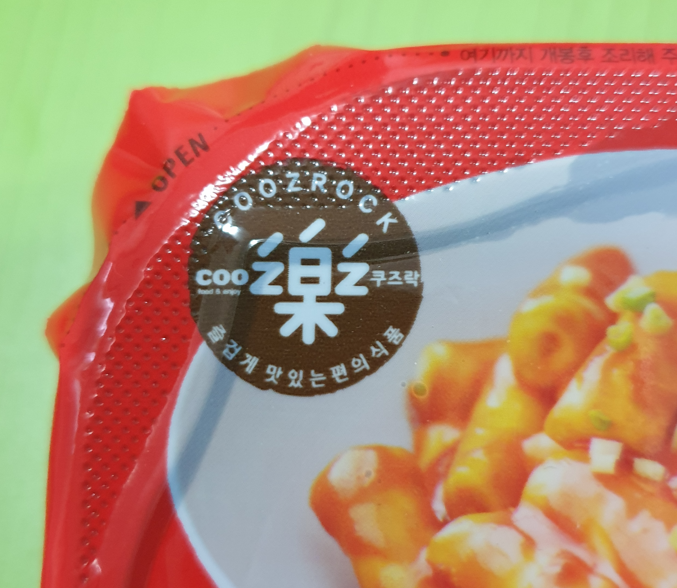 여기까지 개봉후 조리해 주
▲ OPEN
COOZROCK
COO 樂 쿠즈락
food & enjoy
즐겁게 맛있는 편의식품